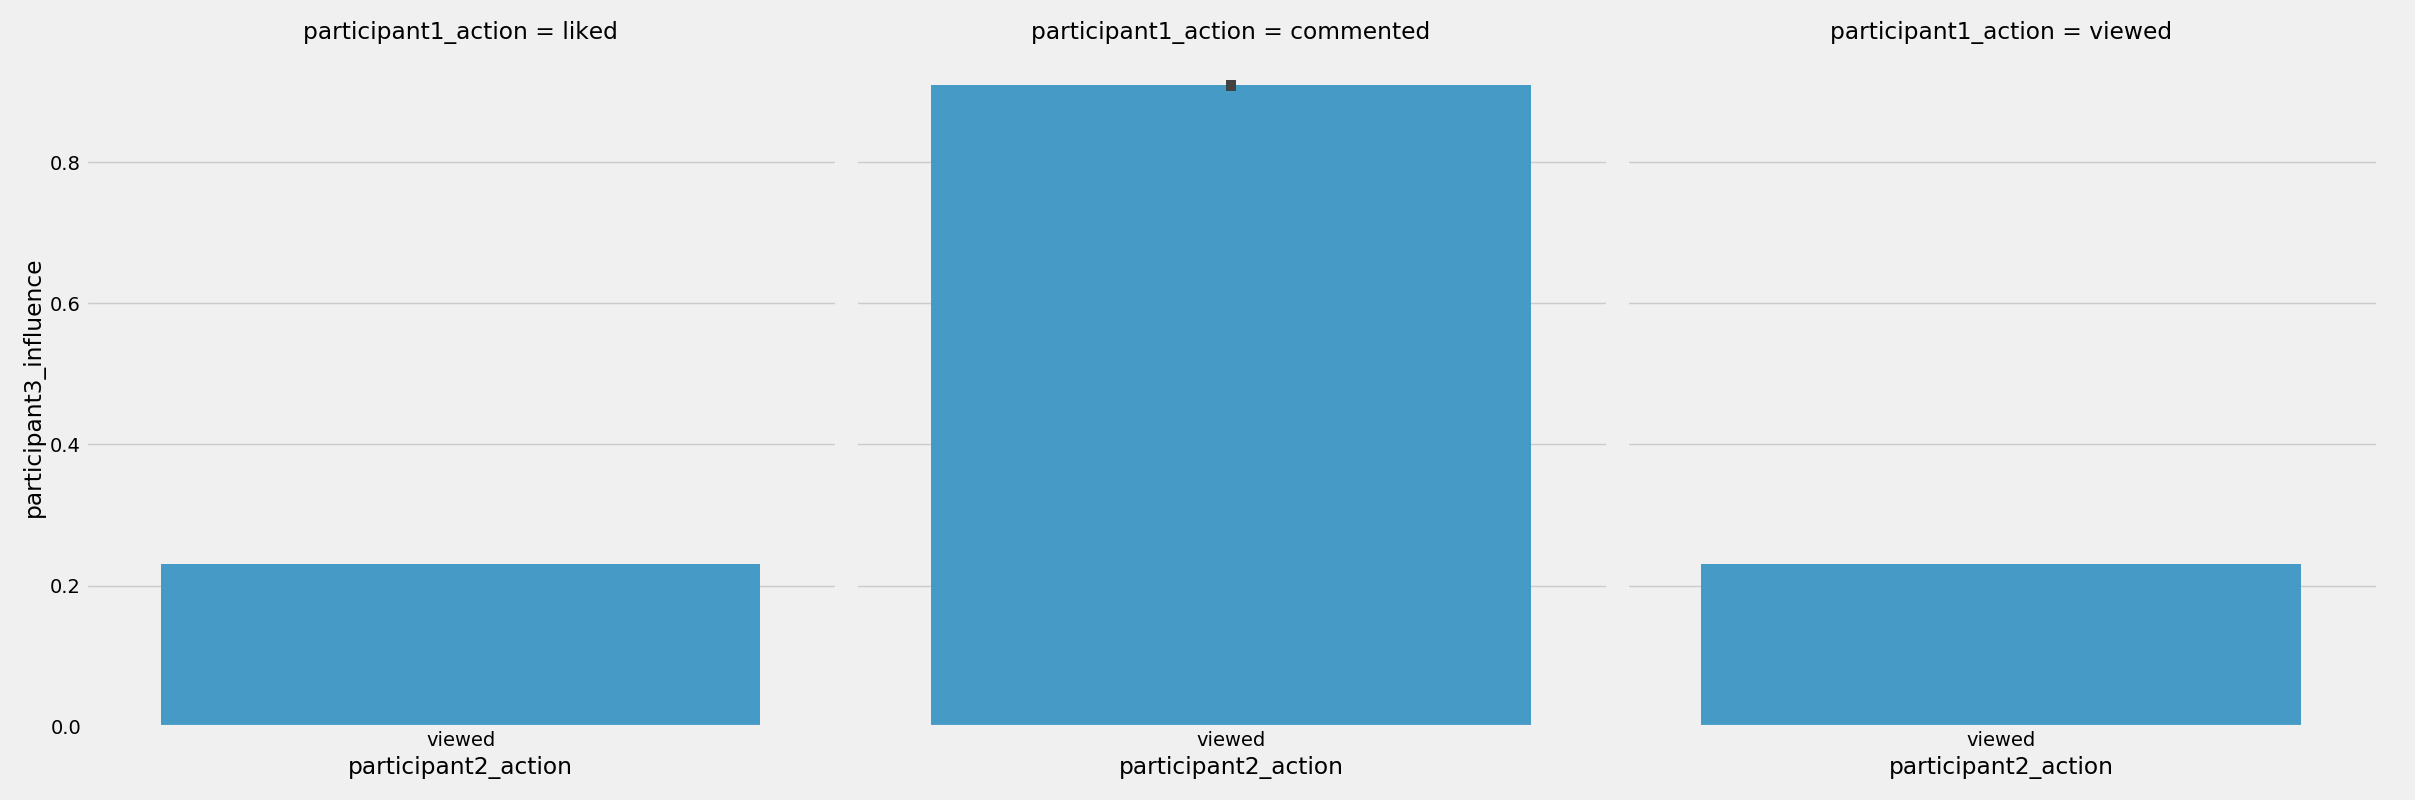 participant1_action = liked
participant1_action = commented
participant1_action = viewed
participant3_influence
0.8
0.6
0.4
0.2
0.0
viewed
viewed
viewed
participant2_action
participant2_action
participant2_action